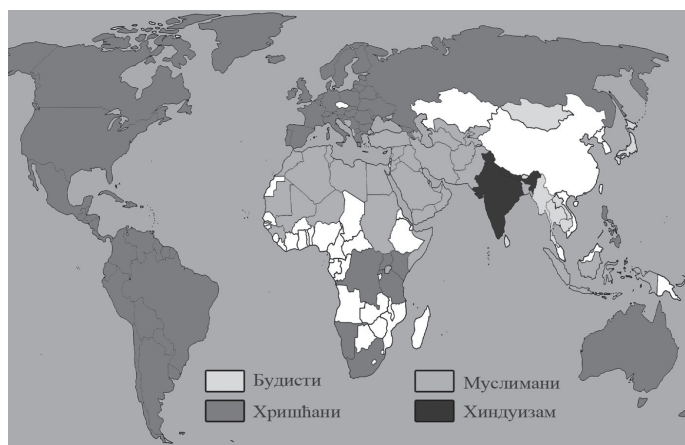 Будисти
Муслимани
Хришћани
Хиндуизам